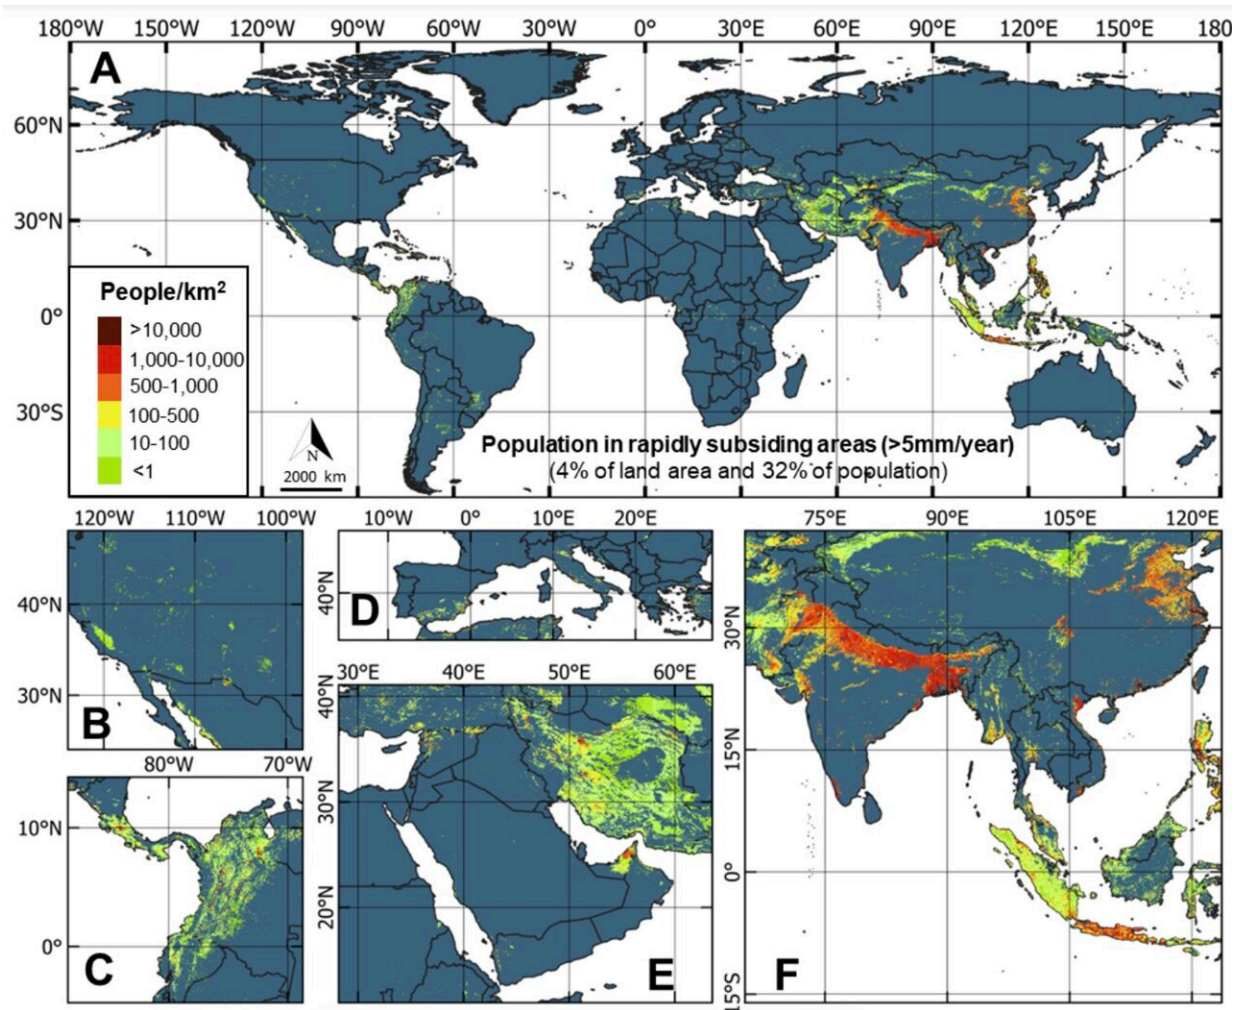 180°W 150°W 120°W 90°W 60°W 30°W 0° 30°E 60°E 90°E 120°E 150°E 180
A
60°N
30°N
0°
30°S
People/km2
>10,000
1,000-10,000
500-1,000
100-500
10-100
<1
N
2000 km
Population in rapidly subsiding areas (>5mm/year)
(4% of land area and 32% of population)
120°W 110°W 100°W
40°N
30°N
B
80°W 70°W
10°N
0°
C
10°W 0° 10°E 20°E
40°N
D
30°E 40°E 50°E 60°E
40°N
30°N
20°N
E
75°E 90°E 105°E 120°E
30°N
15°N
0°
15°S
F